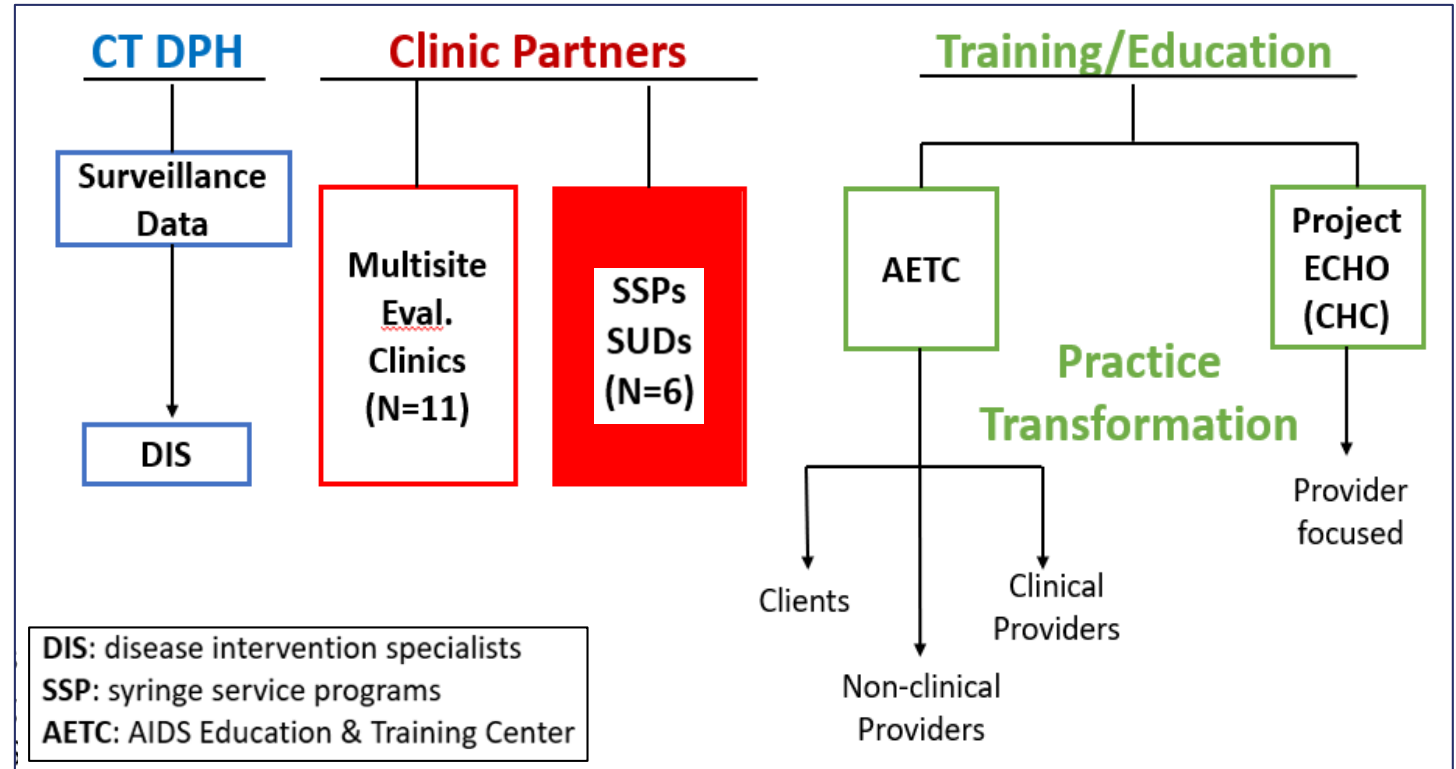 CT DPH
Surveillance
Data
DIS
Clinic Partners
Multisite
Eval.
Clinics
(N=11)
SSPs
SUDs
(N=6)
Training/Education
AETC
Project
ECHO
(CHC)
Practice
Transformation
Clients
Non-clinical
Providers
Clinical
Providers
Provider
focused
DIS: disease intervention specialists
SSP: syringe service programs
AETC: AIDS Education & Training Center